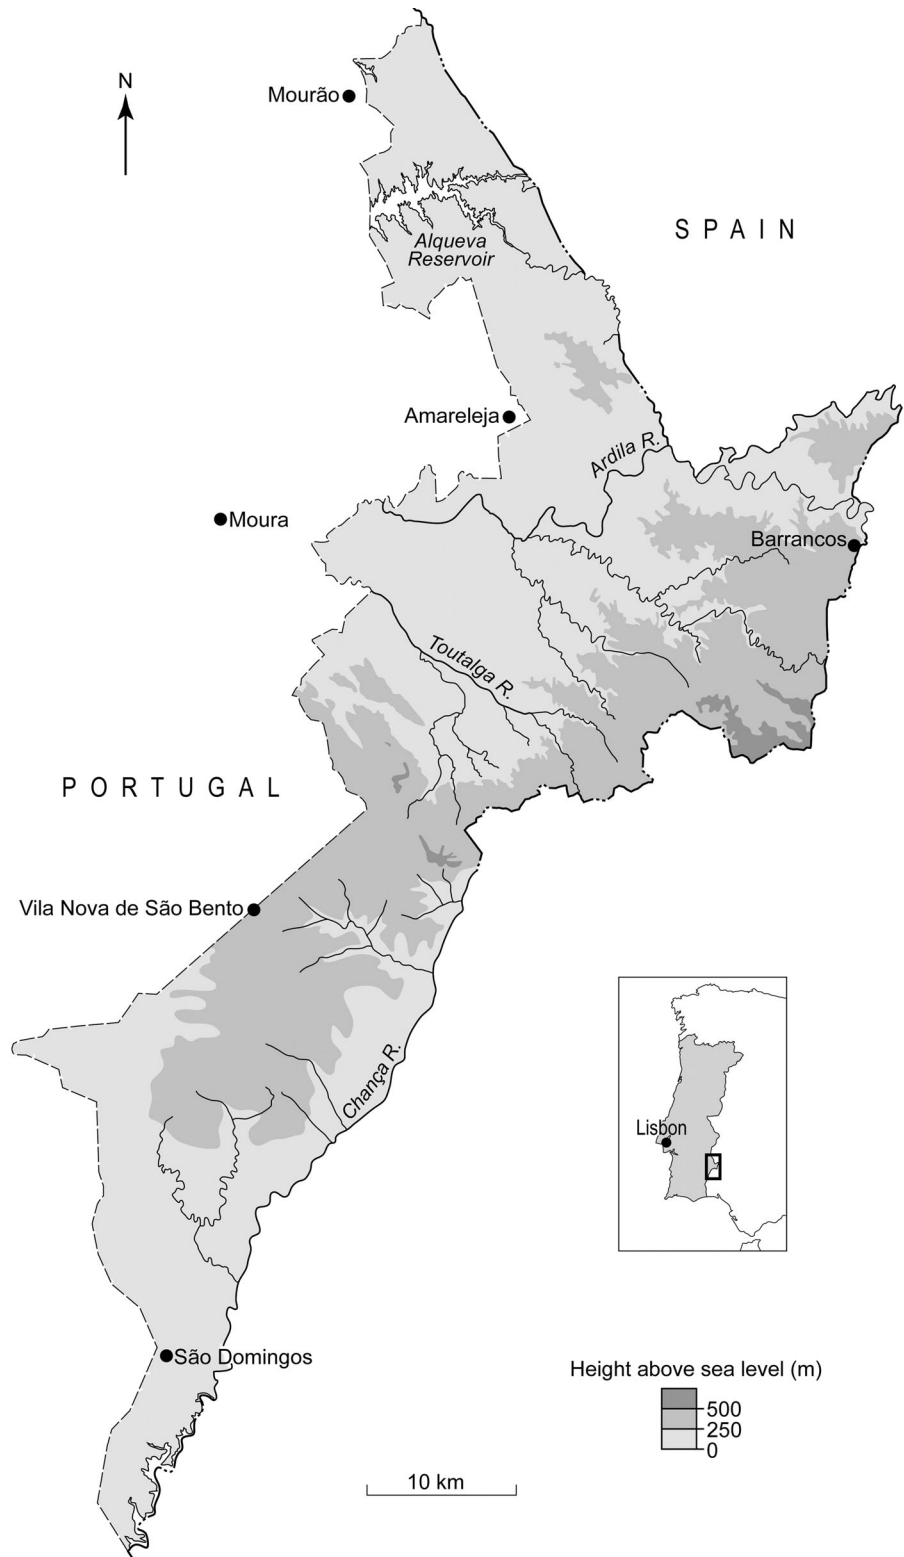 N
Mourão
SPAIN
Alqueva
Reservoir
Amareleja
Ardila R.
Moura
Barrancos
Toutalga R.
PORTUGAL
Vila Nova de São Bento
Chança R.
Lisbon
São Domingos
Height above sea level (m)
500
250
0
10 km